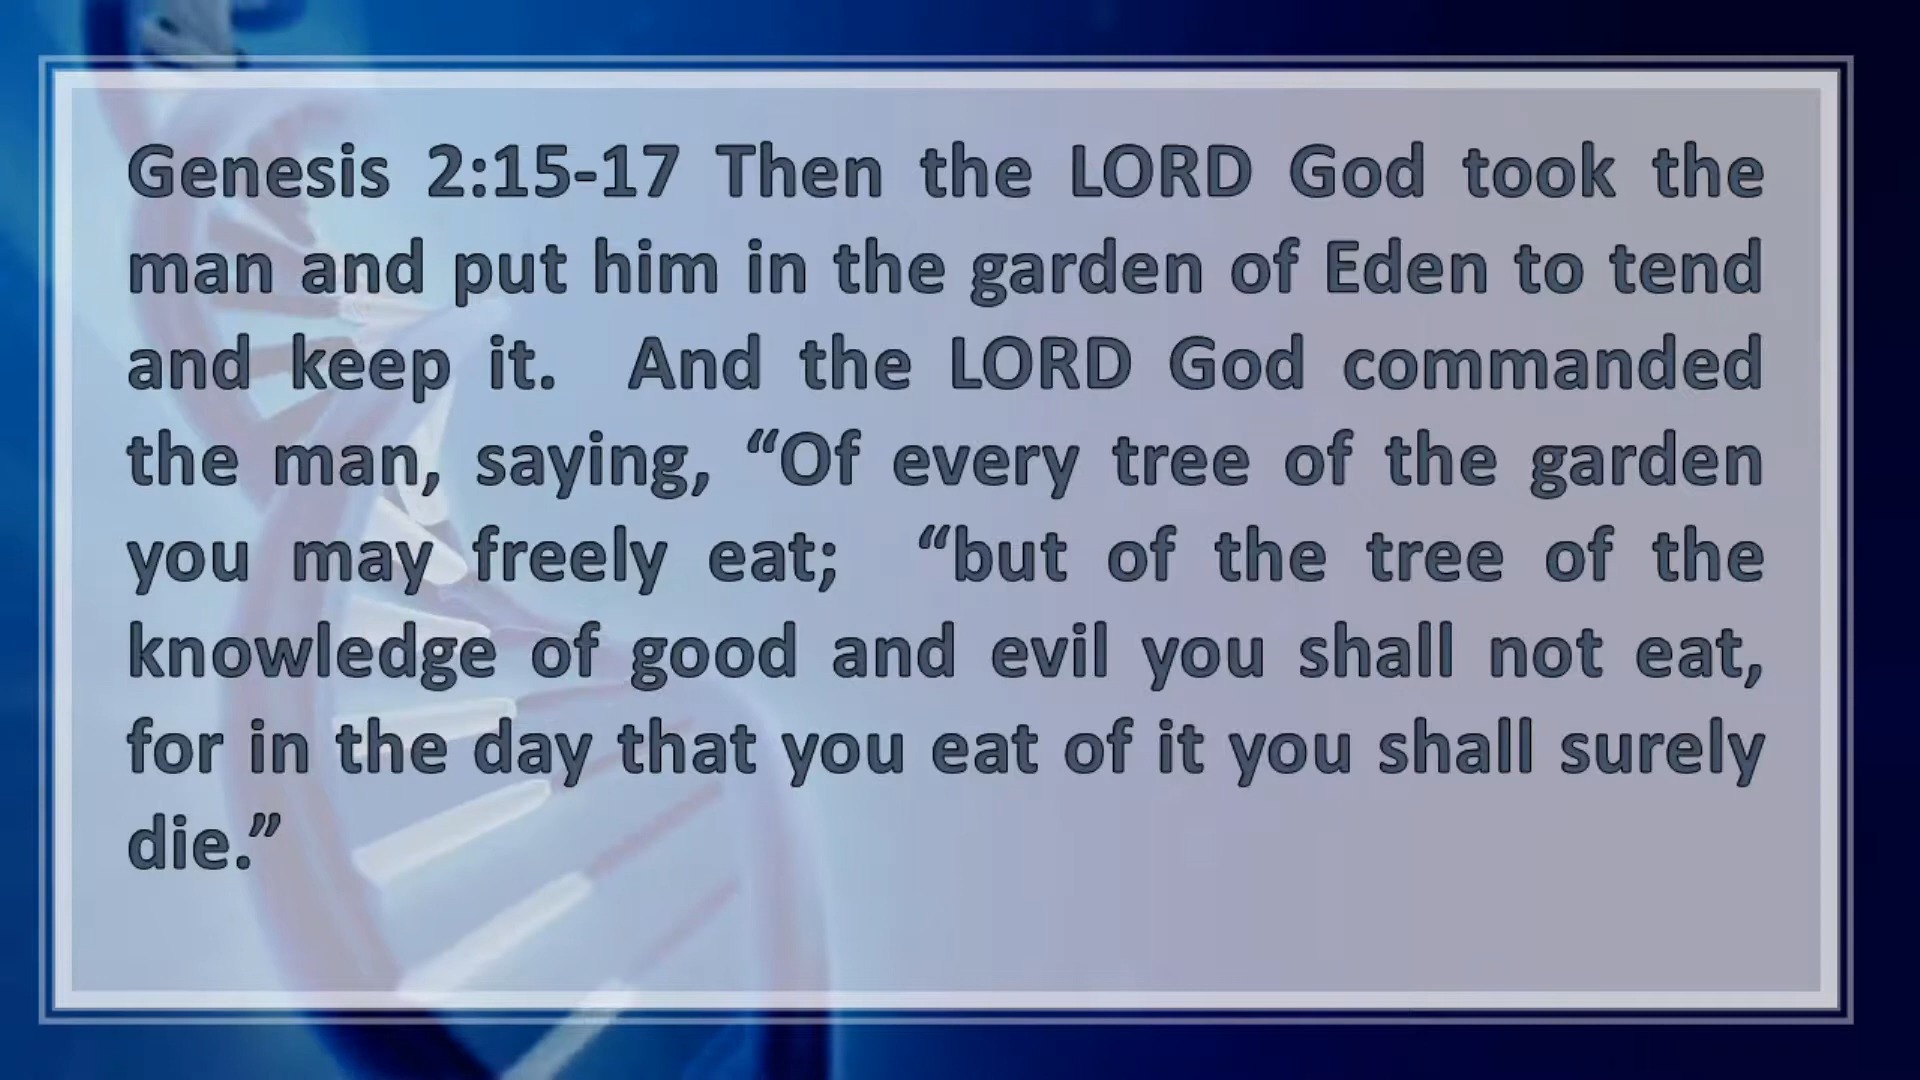 Genesis 2:15-17 Then the LORD God took the
man and put him in the garden of Eden to tend
and keep it.  And the LORD God commanded
the man, saying, “Of every tree of the garden
you may freely eat;  “but of the tree of the
knowledge of good and evil you shall not eat,
for in the day that you eat of it you shall surely
die.”